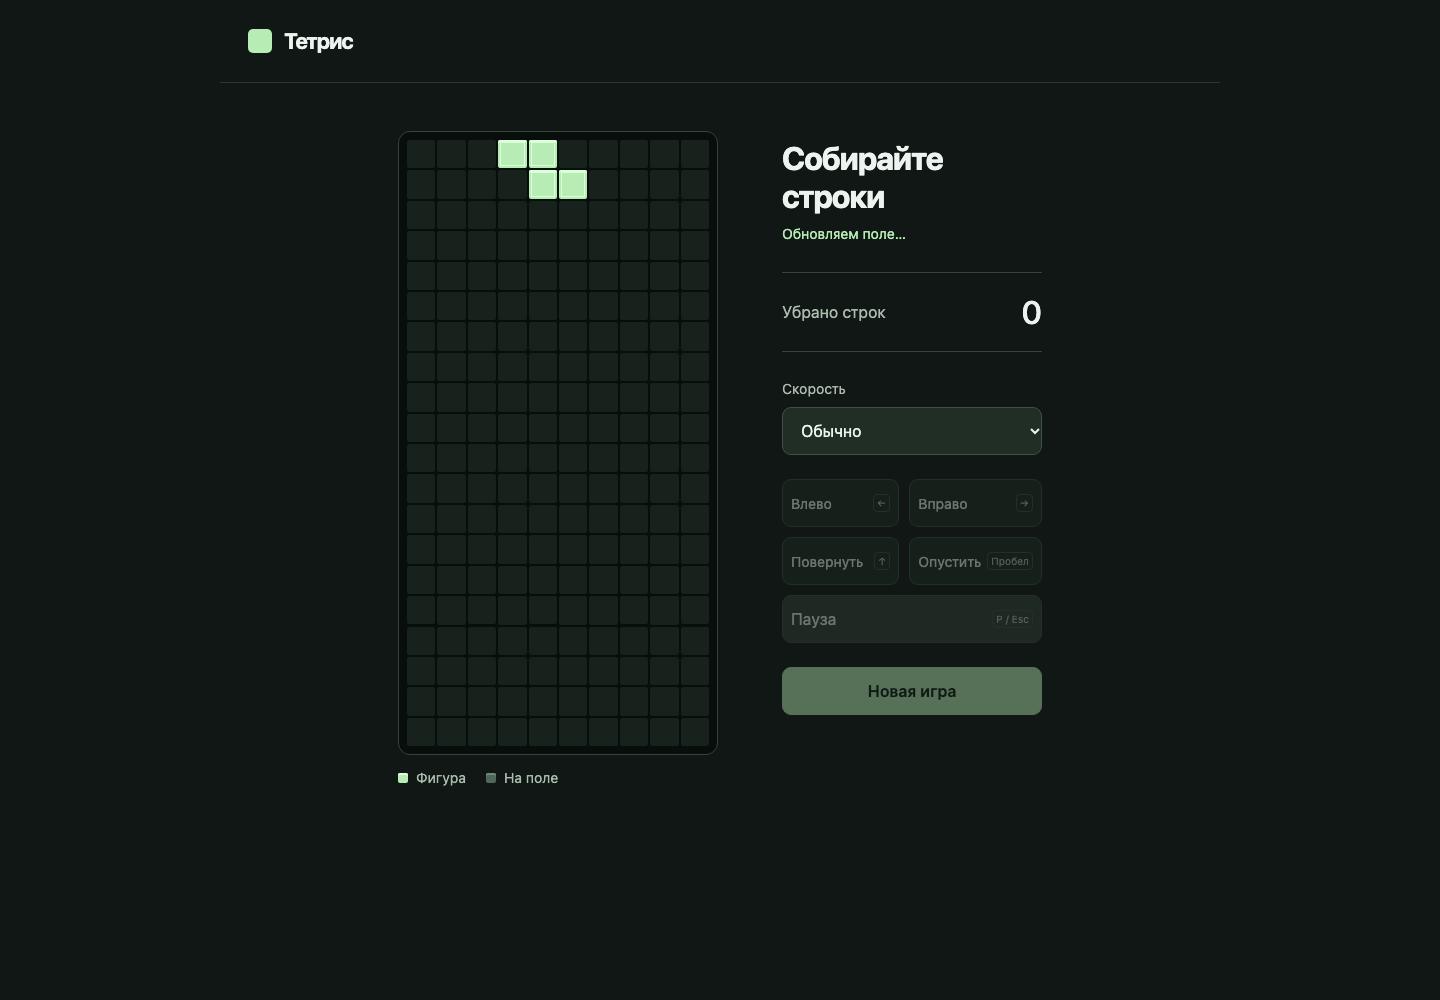 Тетрис
Собирайте
строки
Обновляем поле...
Убрано строк 0
Скорость
Обычно
Влево ←
Вправо →
Повернуть ↑
Опустить Пробел
Пауза P / Esc
Новая игра
Фигура
На поле